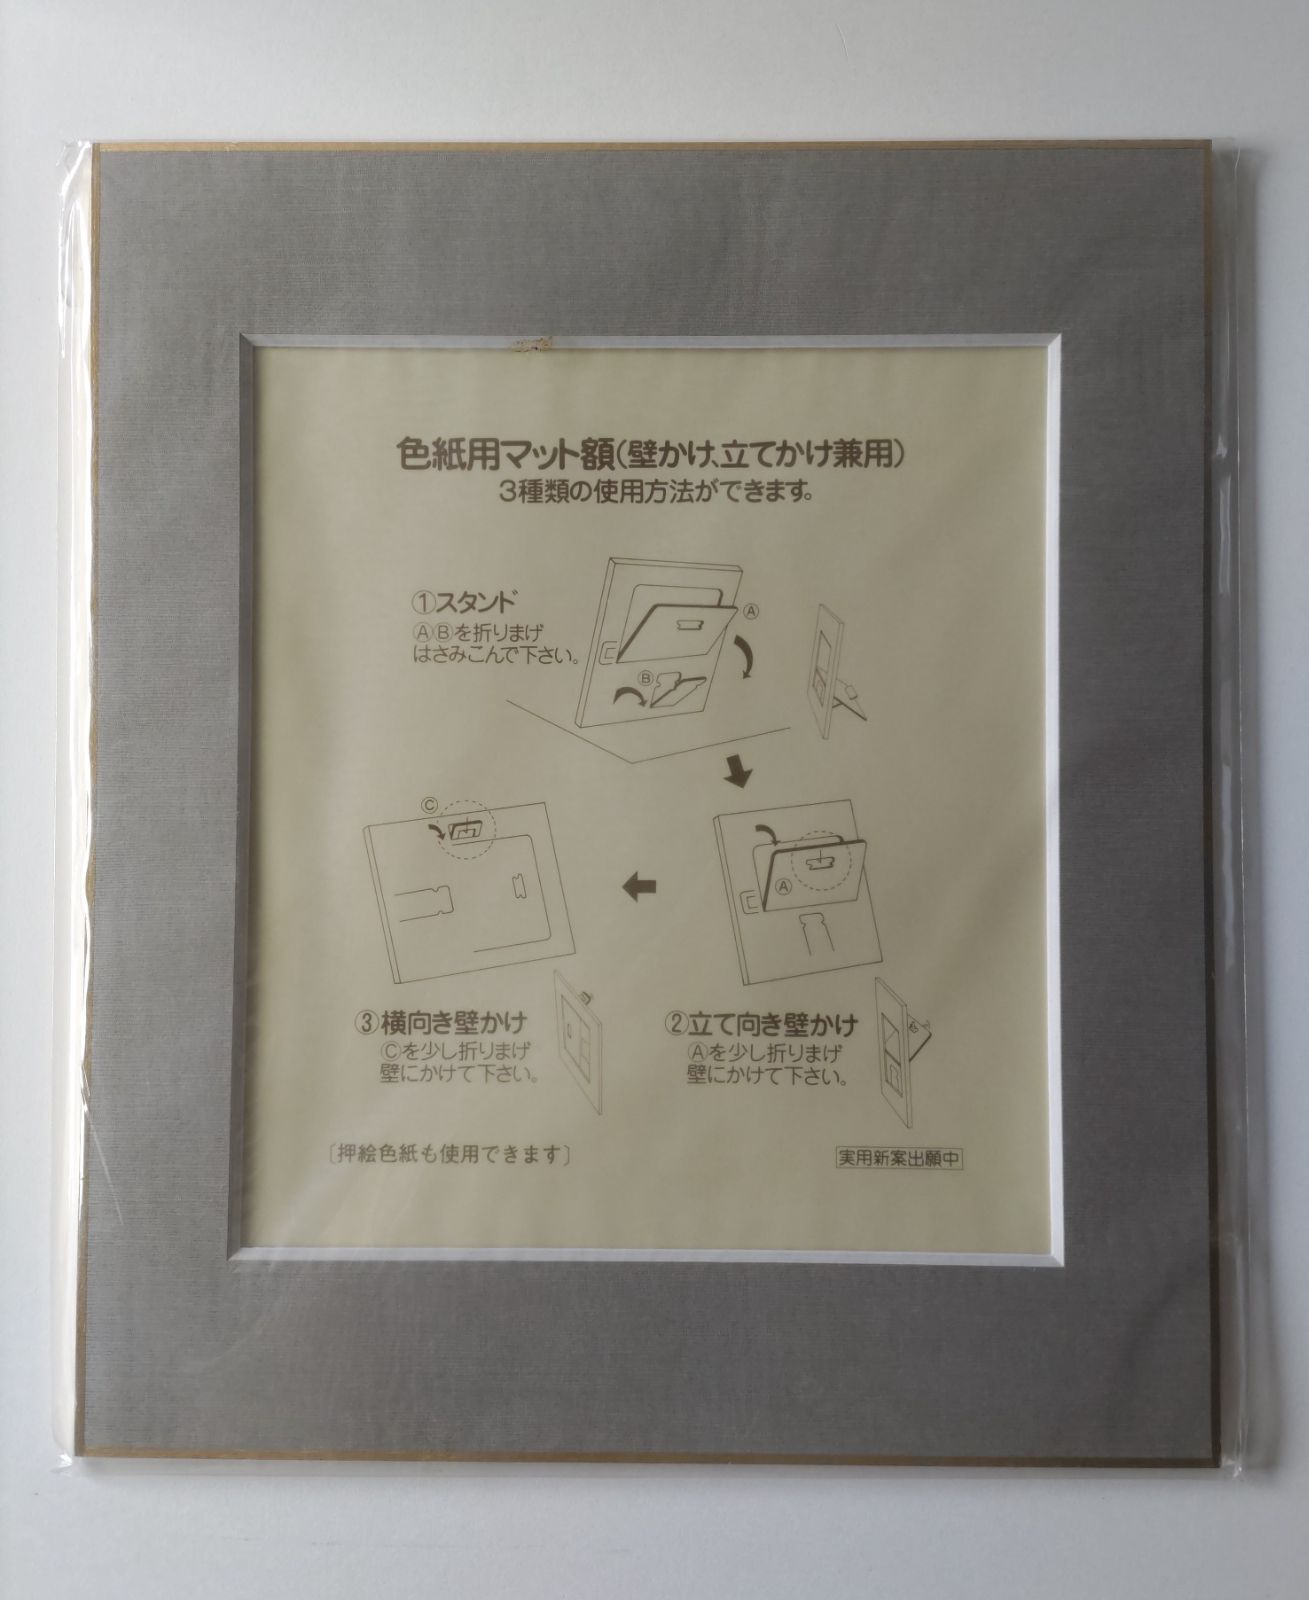 色紙用マット額(壁かけ、立てかけ兼用)
3種類の使用方法ができます。
①スタンド
ⒶⒷを折りまげ
はさみこんで下さい。
Ⓐ
Ⓑ
Ⓒ
Ⓐ
③横向き壁かけ
Ⓒを少し折りまげ
壁にかけて下さい。
②立て向き壁かけ
Ⓐを少し折りまげ
壁にかけて下さい。
〔押絵色紙も使用できます〕
実用新案出願中